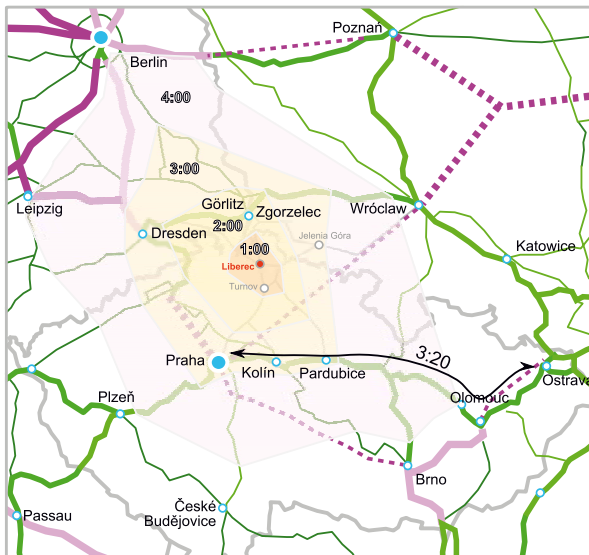 Poznań
Berlin
4:00
3:00
Leipzig
Görlitz
Zgorzelec
Wróclaw
2:00
Dresden
Jelenia Góra
1:00
Katowice
Liberec
Turnov
Praha
3:20
Kolín
Pardubice
Ostrava
Plzeň
Olomouc
Brno
České
Budějovice
Passau